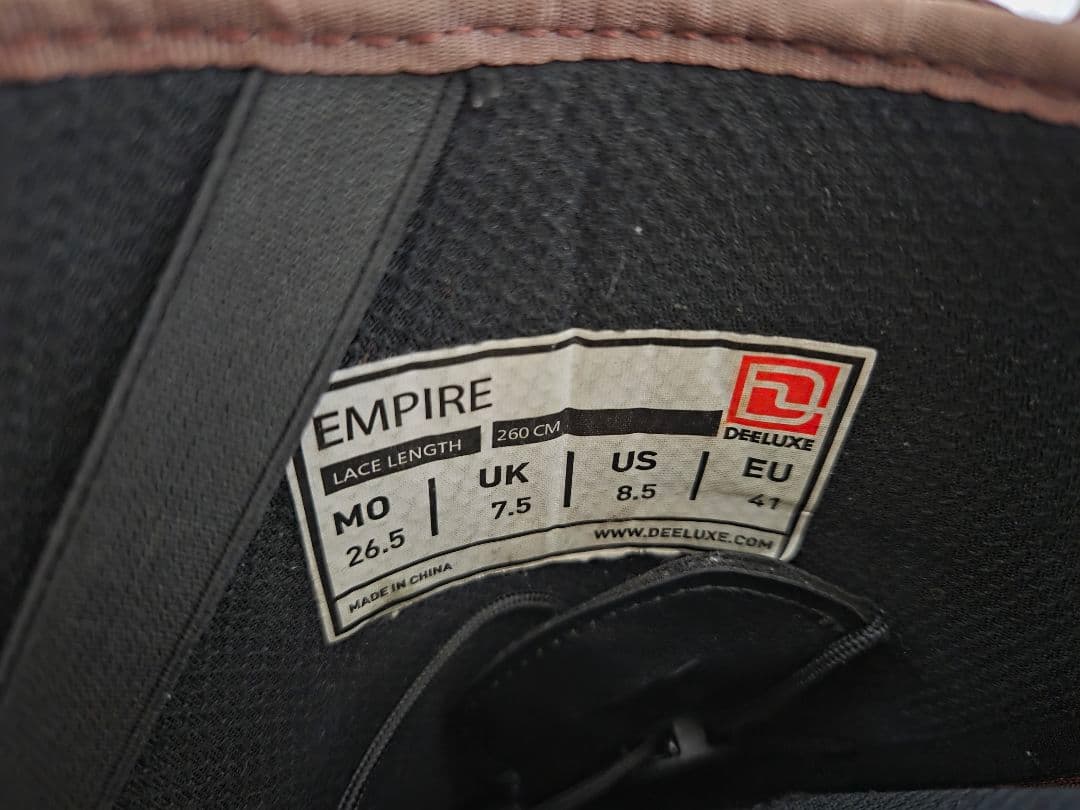 EMPIRE
LACE LENGTH 260 CM
DEELUXE
MO | UK | US | EU
26.5 7.5 8.5 41
MADE IN CHINA WWW.DEELUXE.COM